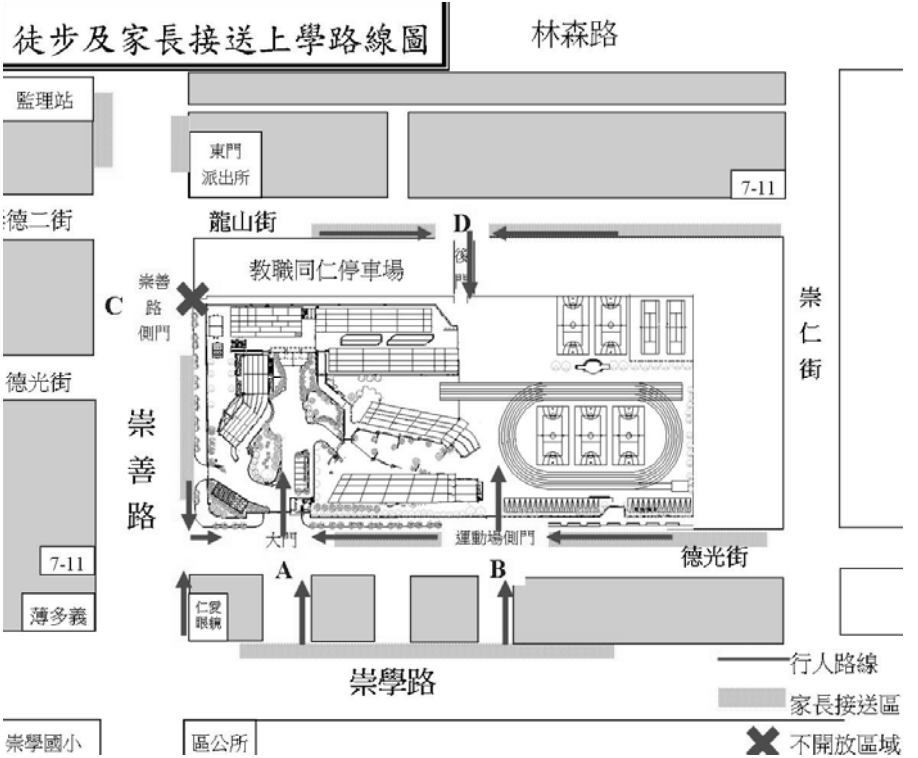 徒步及家長接送上學路線圖
林森路
監理站
東門
派出所
7-11
德二街
龍山街
D
後門
教職同仁停車場
崇善
路
側門
C
崇仁街
德光街
崇善路
大門
運動場側門
德光街
7-11
A
B
薄多義
仁愛
眼鏡
崇學路
行人路線
家長接送區
不開放區域
崇學國小
區公所